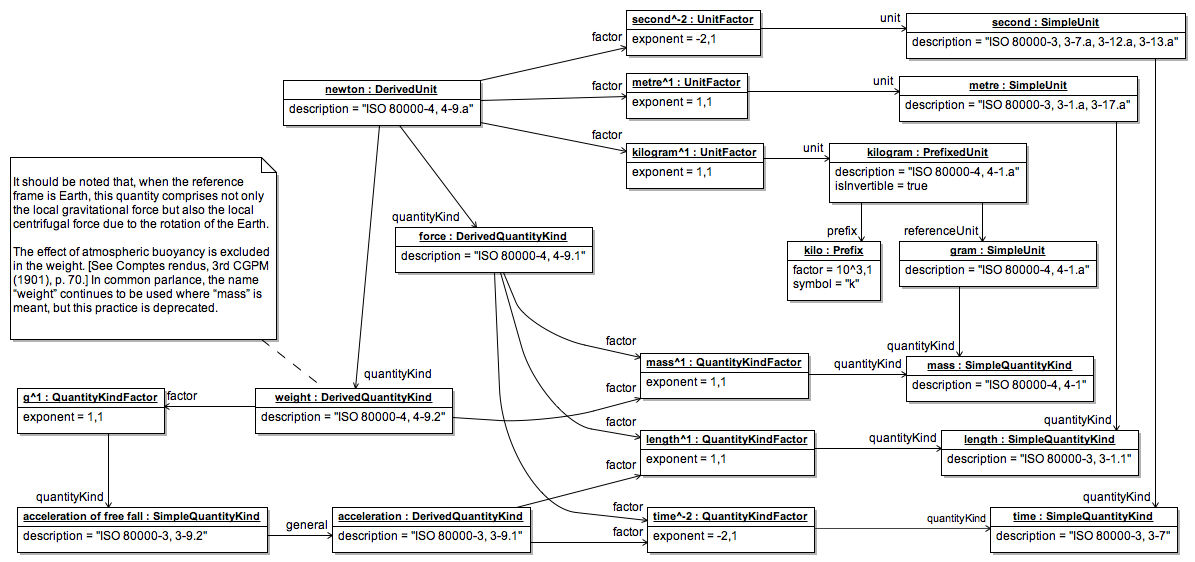 second^-2 : UnitFactor
exponent = -2,1
unit
second : SimpleUnit
description = "ISO 80000-3, 3-7.a, 3-12.a, 3-13.a"
factor
newton : DerivedUnit
description = "ISO 80000-4, 4-9.a"
factor
metre^1 : UnitFactor
exponent = 1,1
unit
metre : SimpleUnit
description = "ISO 80000-3, 3-1.a, 3-17.a"
factor
kilogram^1 : UnitFactor
exponent = 1,1
unit
kilogram : PrefixedUnit
description = "ISO 80000-4, 4-1.a"
isInvertible = true
It should be noted that, when the reference
frame is Earth, this quantity comprises not only
the local gravitational force but also the local
centrifugal force due to the rotation of the Earth.
The effect of atmospheric buoyancy is excluded
in the weight. [See Comptes rendus, 3rd CGPM
(1901), p. 70.] In common parlance, the name
“weight” continues to be used where “mass” is
meant, but this practice is deprecated.
quantityKind
force : DerivedQuantityKind
description = "ISO 80000-4, 4-9.1"
prefix
kilo : Prefix
factor = 10^3,1
symbol = "k"
referenceUnit
gram : SimpleUnit
description = "ISO 80000-4, 4-1.a"
factor
mass^1 : QuantityKindFactor
exponent = 1,1
quantityKind
quantityKind
mass : SimpleQuantityKind
description = "ISO 80000-4, 4-1"
g^1 : QuantityKindFactor
exponent = 1,1
factor
quantityKind
weight : DerivedQuantityKind
description = "ISO 80000-4, 4-9.2"
factor
factor
length^1 : QuantityKindFactor
exponent = 1,1
quantityKind
quantityKind
length : SimpleQuantityKind
description = "ISO 80000-3, 3-1.1"
factor
quantityKind
acceleration of free fall : SimpleQuantityKind
description = "ISO 80000-3, 3-9.2"
general
acceleration : DerivedQuantityKind
description = "ISO 80000-3, 3-9.1"
factor
factor
time^-2 : QuantityKindFactor
exponent = -2,1
quantityKind
quantityKind
time : SimpleQuantityKind
description = "ISO 80000-3, 3-7"